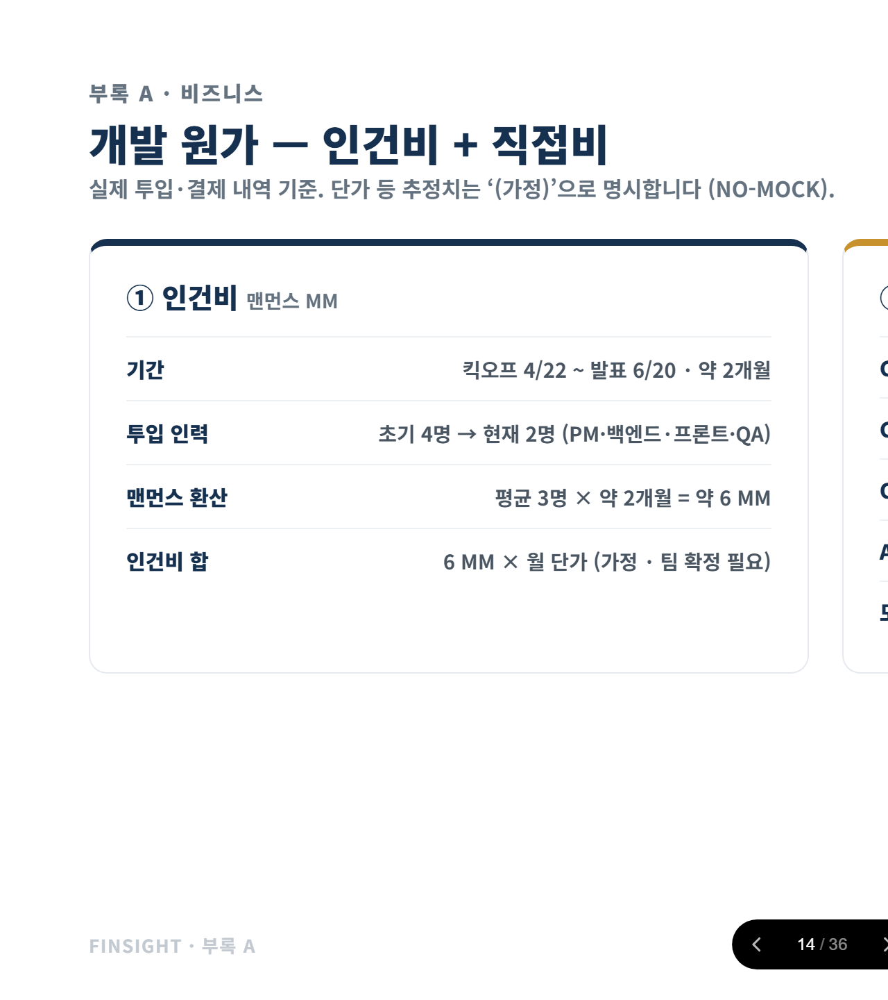 부록 A · 비즈니스
개발 원가 — 인건비 + 직접비
실제 투입·결제 내역 기준. 단가 등 추정치는 ‘(가정)’으로 명시합니다 (NO-MOCK).
① 인건비 맨먼스 MM
기간 킥오프 4/22 ~ 발표 6/20 · 약 2개월
투입 인력 초기 4명 → 현재 2명 (PM·백엔드·프론트·QA)
맨먼스 환산 평균 3명 × 약 2개월 = 약 6 MM
인건비 합 6 MM × 월 단가 (가정 · 팀 확정 필요)
FINSIGHT · 부록 A
14 / 36